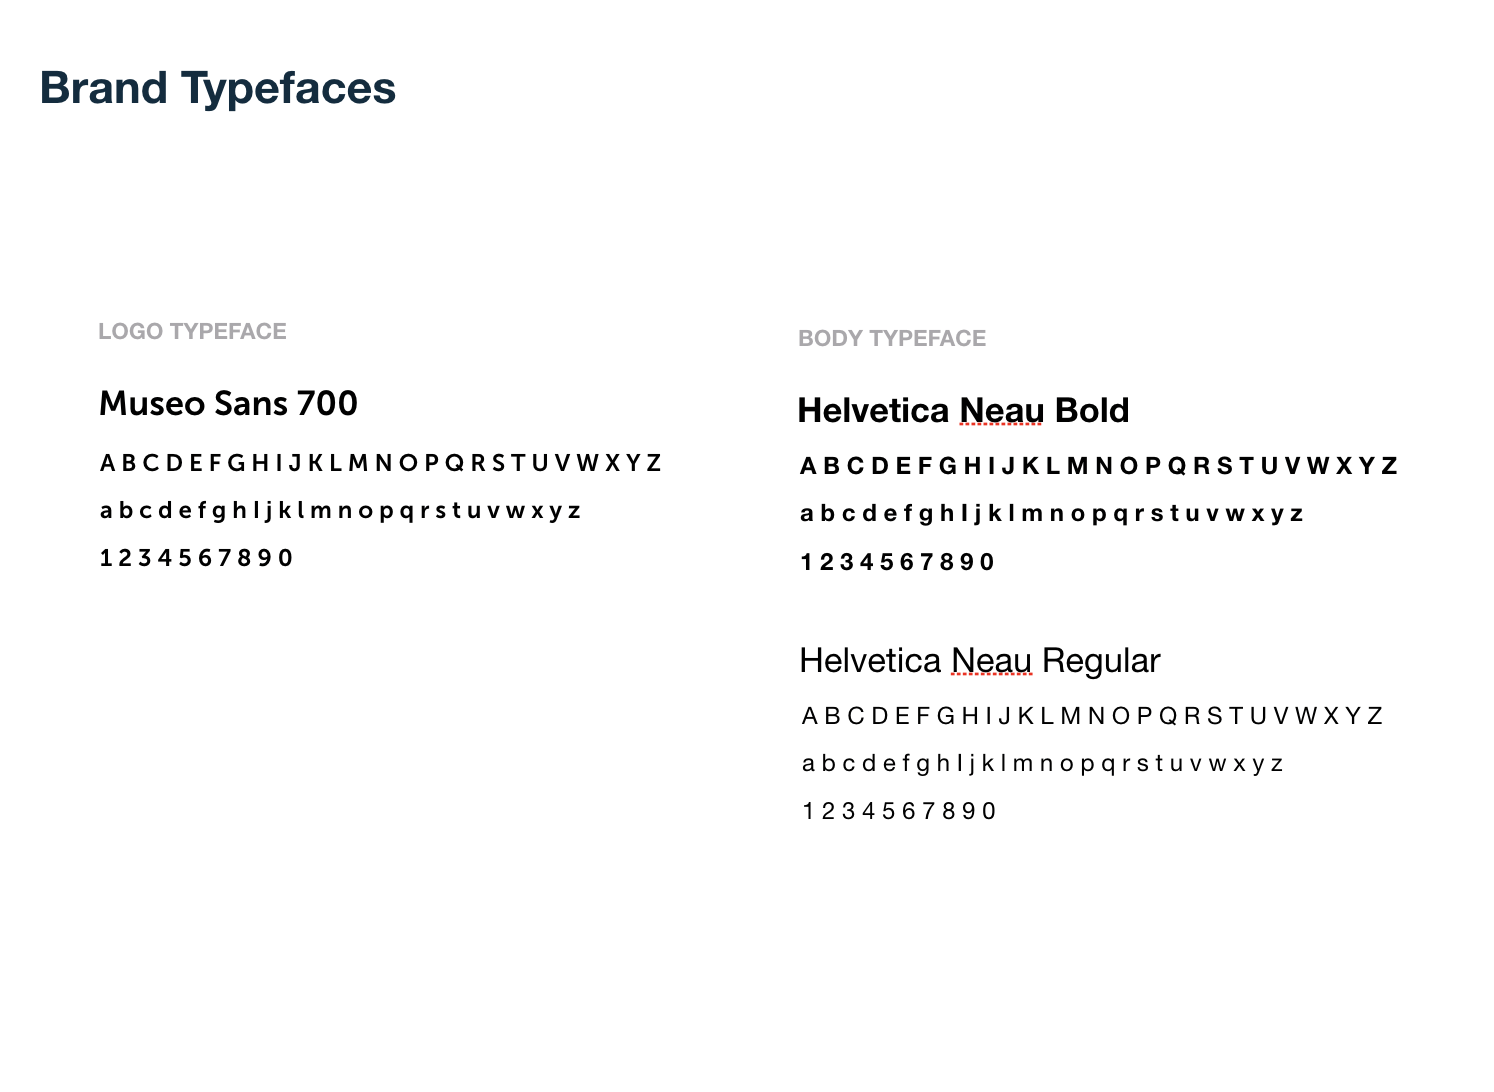 Brand Typefaces
LOGO TYPEFACE
Museo Sans 700
A B C D E F G H I J K L M N O P Q R S T U V W X Y Z
a b c d e f g h I j k l m n o p q r s t u v w x y z
1 2 3 4 5 6 7 8 9 0
BODY TYPEFACE
Helvetica Neau Bold
A B C D E F G H I J K L M N O P Q R S T U V W X Y Z
a b c d e f g h I j k l m n o p q r s t u v w x y z
1 2 3 4 5 6 7 8 9 0
Helvetica Neau Regular
A B C D E F G H I J K L M N O P Q R S T U V W X Y Z
a b c d e f g h I j k l m n o p q r s t u v w x y z
1 2 3 4 5 6 7 8 9 0